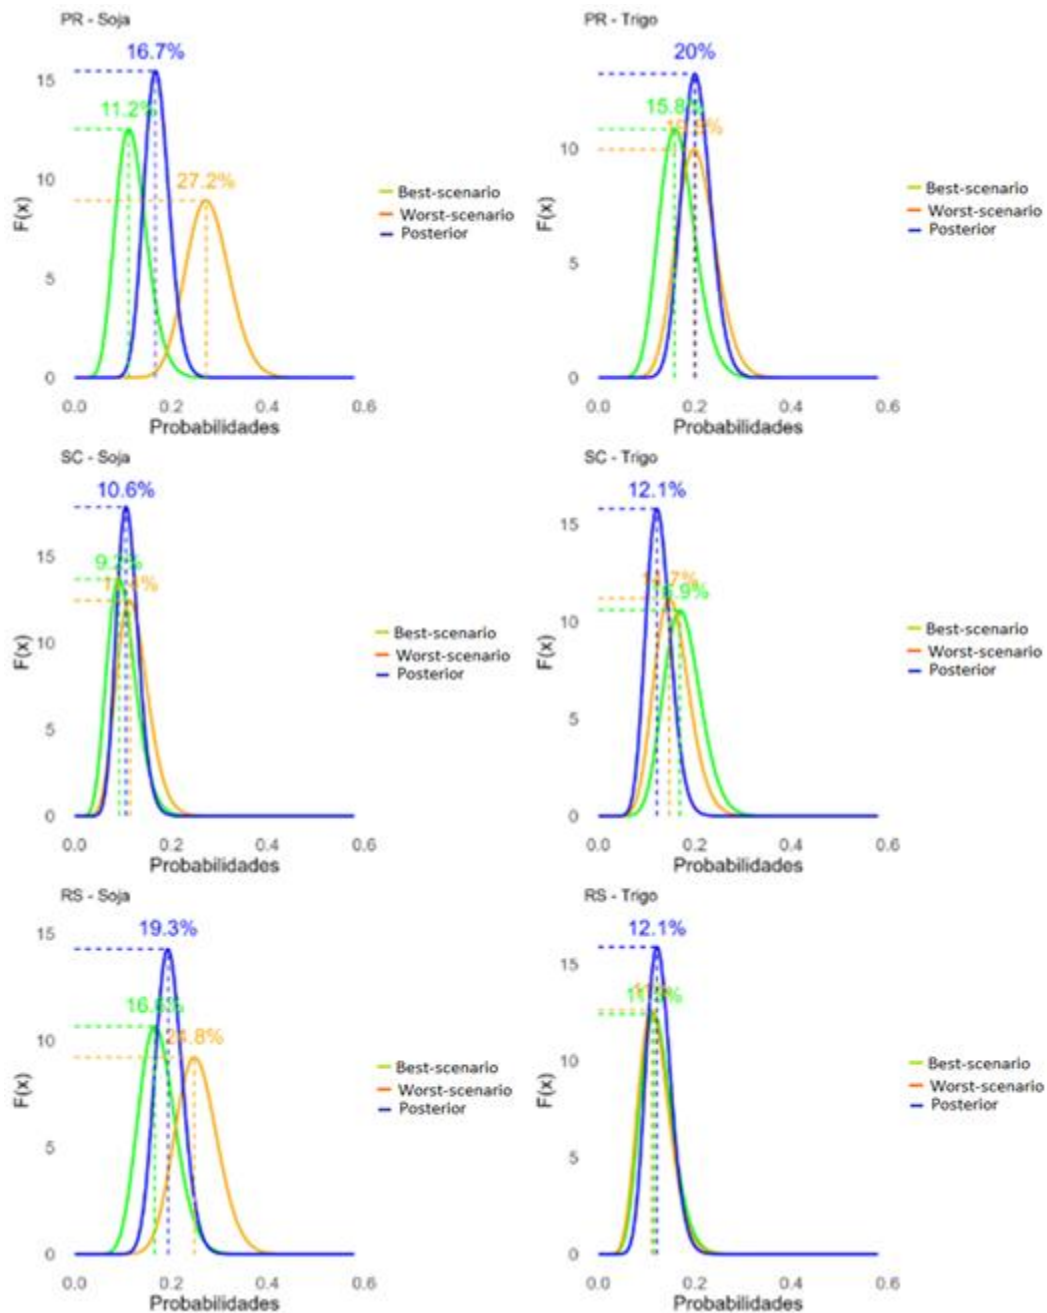 PR - Soja
16.7%
15
11.2%
10
27.2%
F(x)
5
0
0.0 0.2 0.4 0.6
Probabilidades
Best-scenario
Worst-scenario
Posterior
PR - Trigo
20%
15.8%
10
F(x)
5
0
0.0 0.2 0.4 0.6
Probabilidades
Best-scenario
Worst-scenario
Posterior
SC - Soja
10.6%
15
10
F(x)
5
0
0.0 0.2 0.4 0.6
Probabilidades
Best-scenario
Worst-scenario
Posterior
SC - Trigo
12.1%
15
10
F(x)
5
0
0.0 0.2 0.4 0.6
Probabilidades
Best-scenario
Worst-scenario
Posterior
RS - Soja
19.3%
15
24.8%
10
F(x)
5
0
0.0 0.2 0.4 0.6
Probabilidades
Best-scenario
Worst-scenario
Posterior
RS - Trigo
12.1%
15
10
F(x)
5
0
0.0 0.2 0.4 0.6
Probabilidades
Best-scenario
Worst-scenario
Posterior